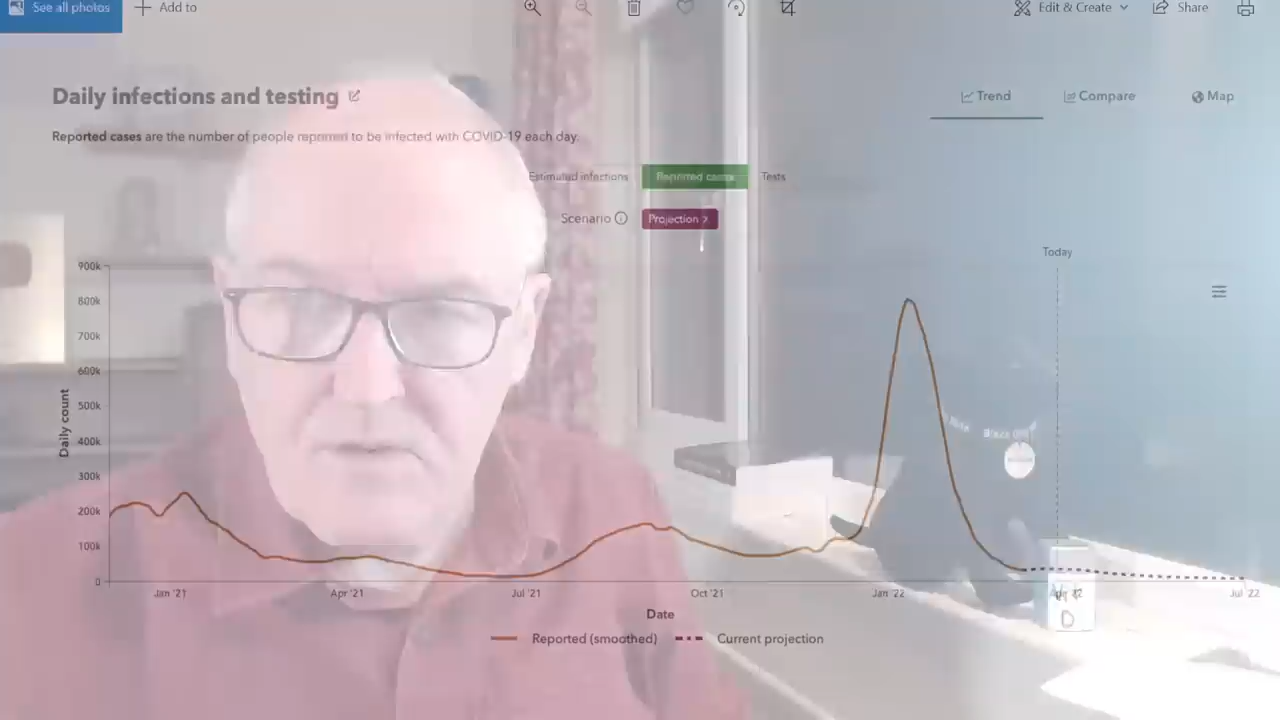 See all photos
Add to
Edit & Create
Share
Daily infections and testing
Trend
Compare
Map
Reported cases are the number of people reported to be infected with COVID-19 each day.
Estimated infections
Reported cases
Tests
Scenario
Projection
Today
900k
800k
700k
600k
500k
400k
300k
200k
100k
0
Daily count
Jan '21
Apr '21
Jul '21
Oct '21
Jan '22
Apr '22
Jul '22
Date
Reported (smoothed)
Current projection
D